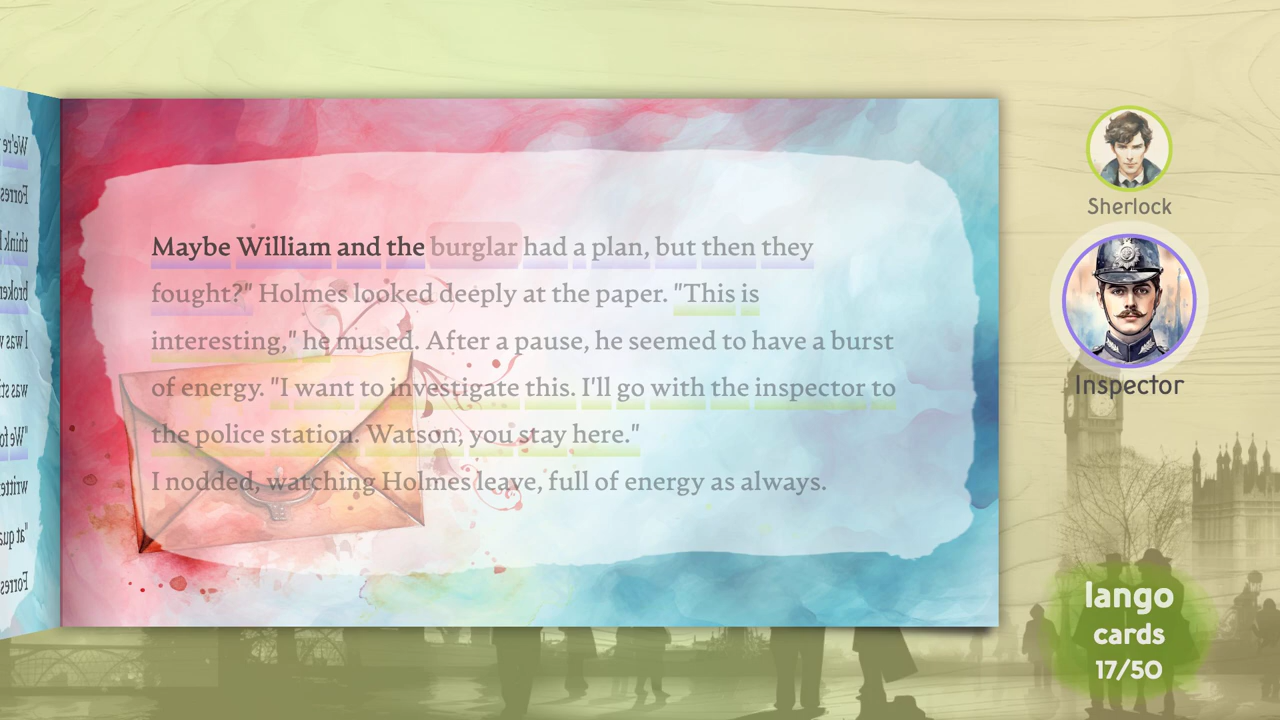 Maybe William and the burglar had a plan, but then they
fought?" Holmes looked deeply at the paper. "This is
interesting," he mused. After a pause, he seemed to have a burst
of energy. "I want to investigate this. I'll go with the inspector to
the police station. Watson, you stay here."
I nodded, watching Holmes leave, full of energy as always.
Sherlock
Inspector
lango
cards
17/50